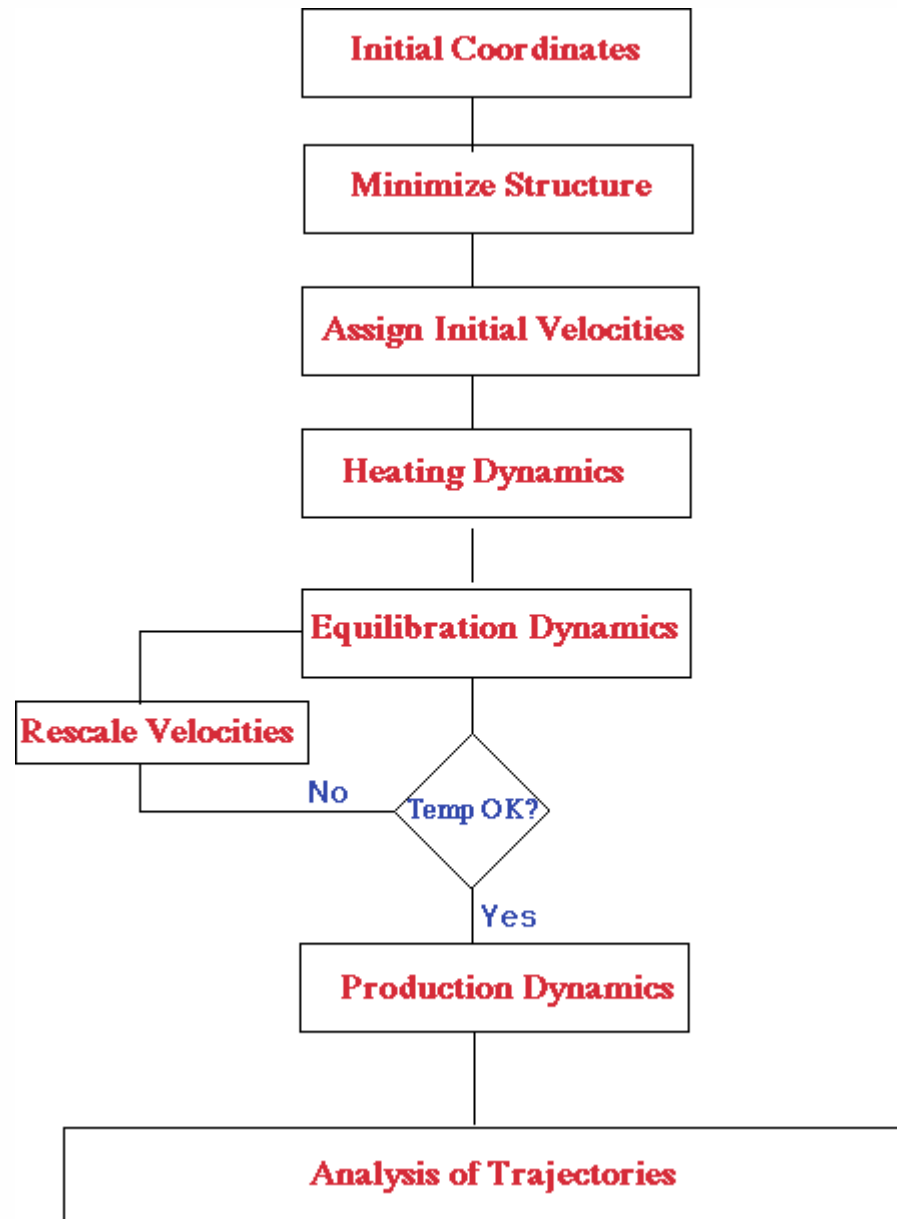 Initial Coordinates
Minimize Structure
Assign Initial Velocities
Heating Dynamics
Equilibration Dynamics
Rescale Velocities
No
Temp OK?
Yes
Production Dynamics
Analysis of Trajectories